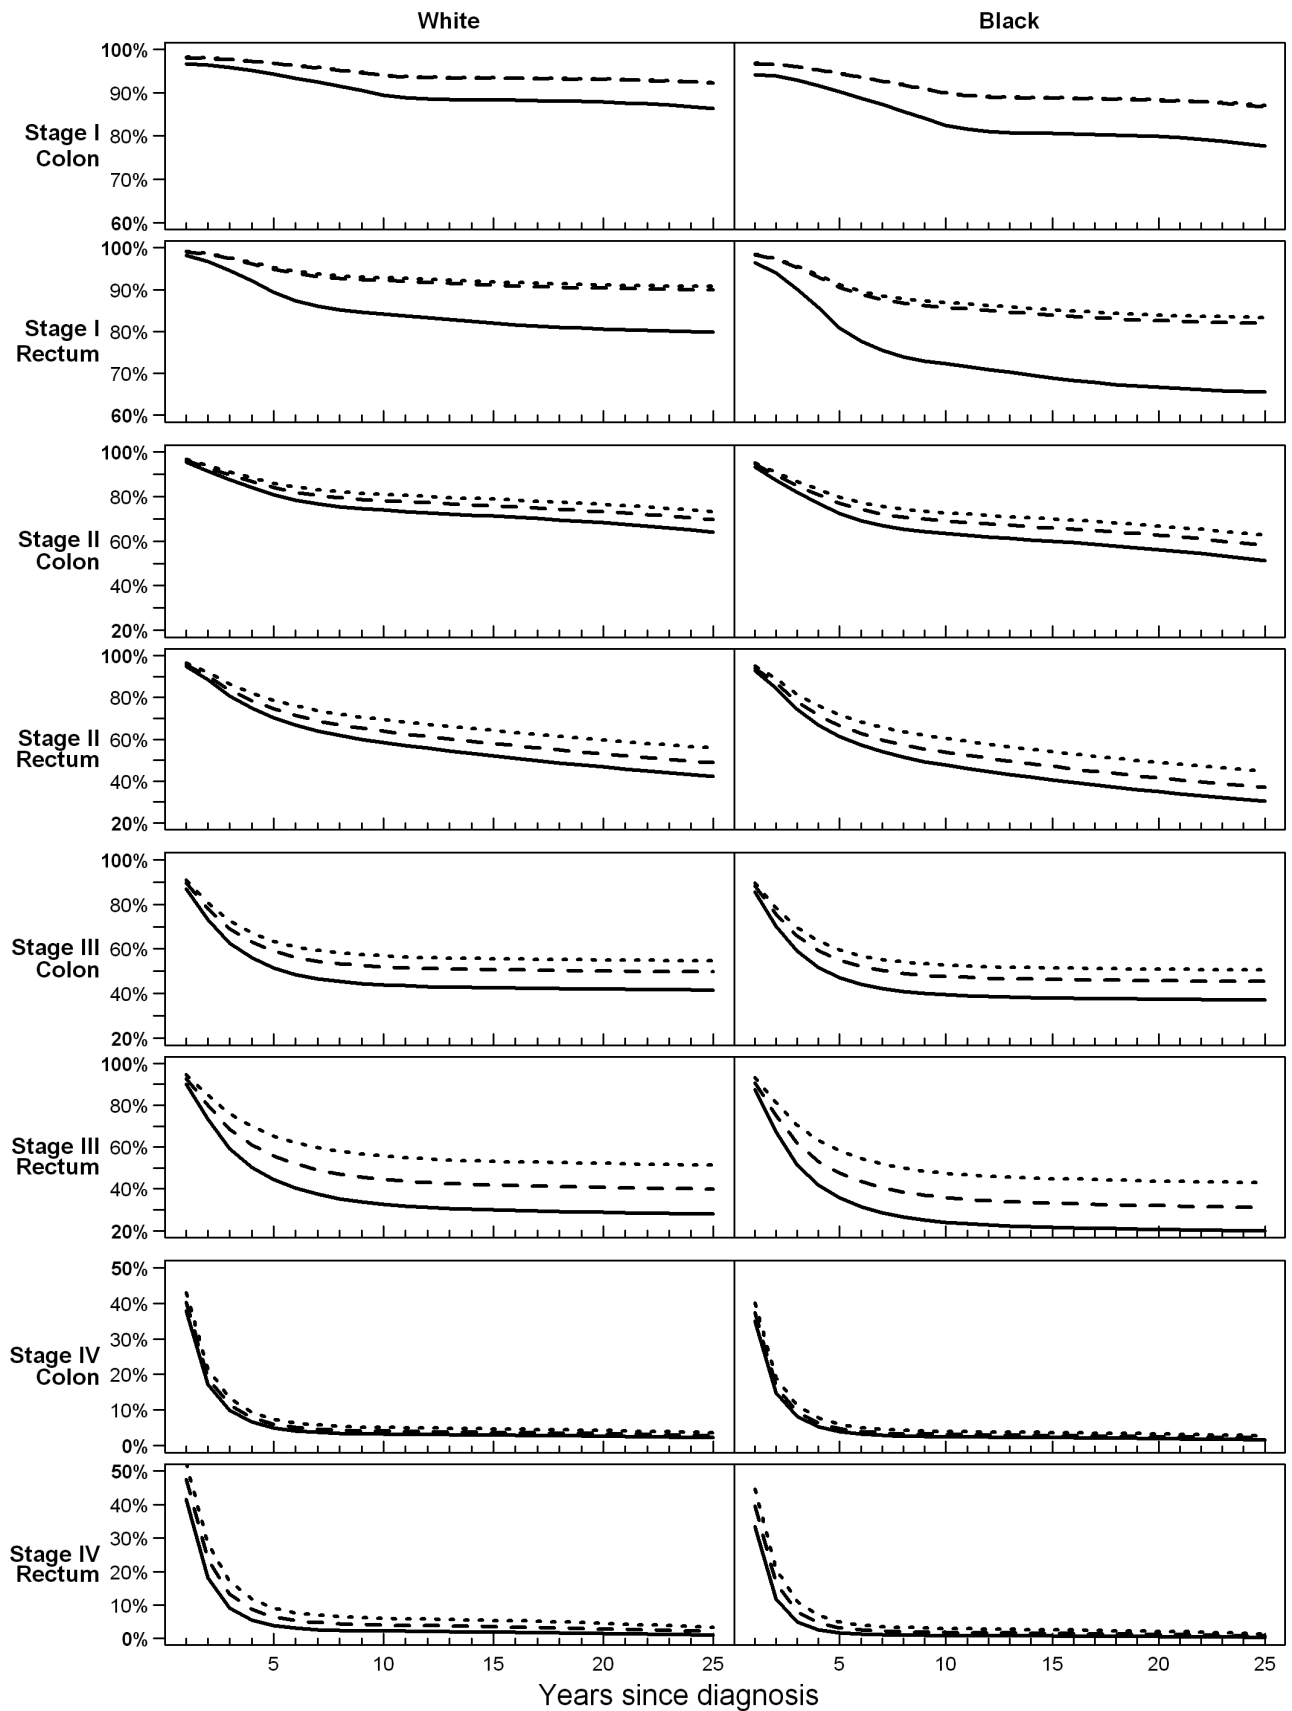 White Black
100%
90%
Stage I
Colon
80%
70%
60%
100%
90%
Stage I
Rectum
80%
70%
60%
100%
80%
Stage II
Colon
60%
40%
20%
100%
80%
Stage II
Rectum
60%
40%
20%
100%
80%
Stage III
Colon
60%
40%
20%
100%
80%
Stage III
Rectum
60%
40%
20%
50%
40%
30%
Stage IV
Colon
20%
10%
0%
50%
40%
30%
Stage IV
Rectum
20%
10%
0%
5 10 15 20 25 5 10 15 20 25
Years since diagnosis